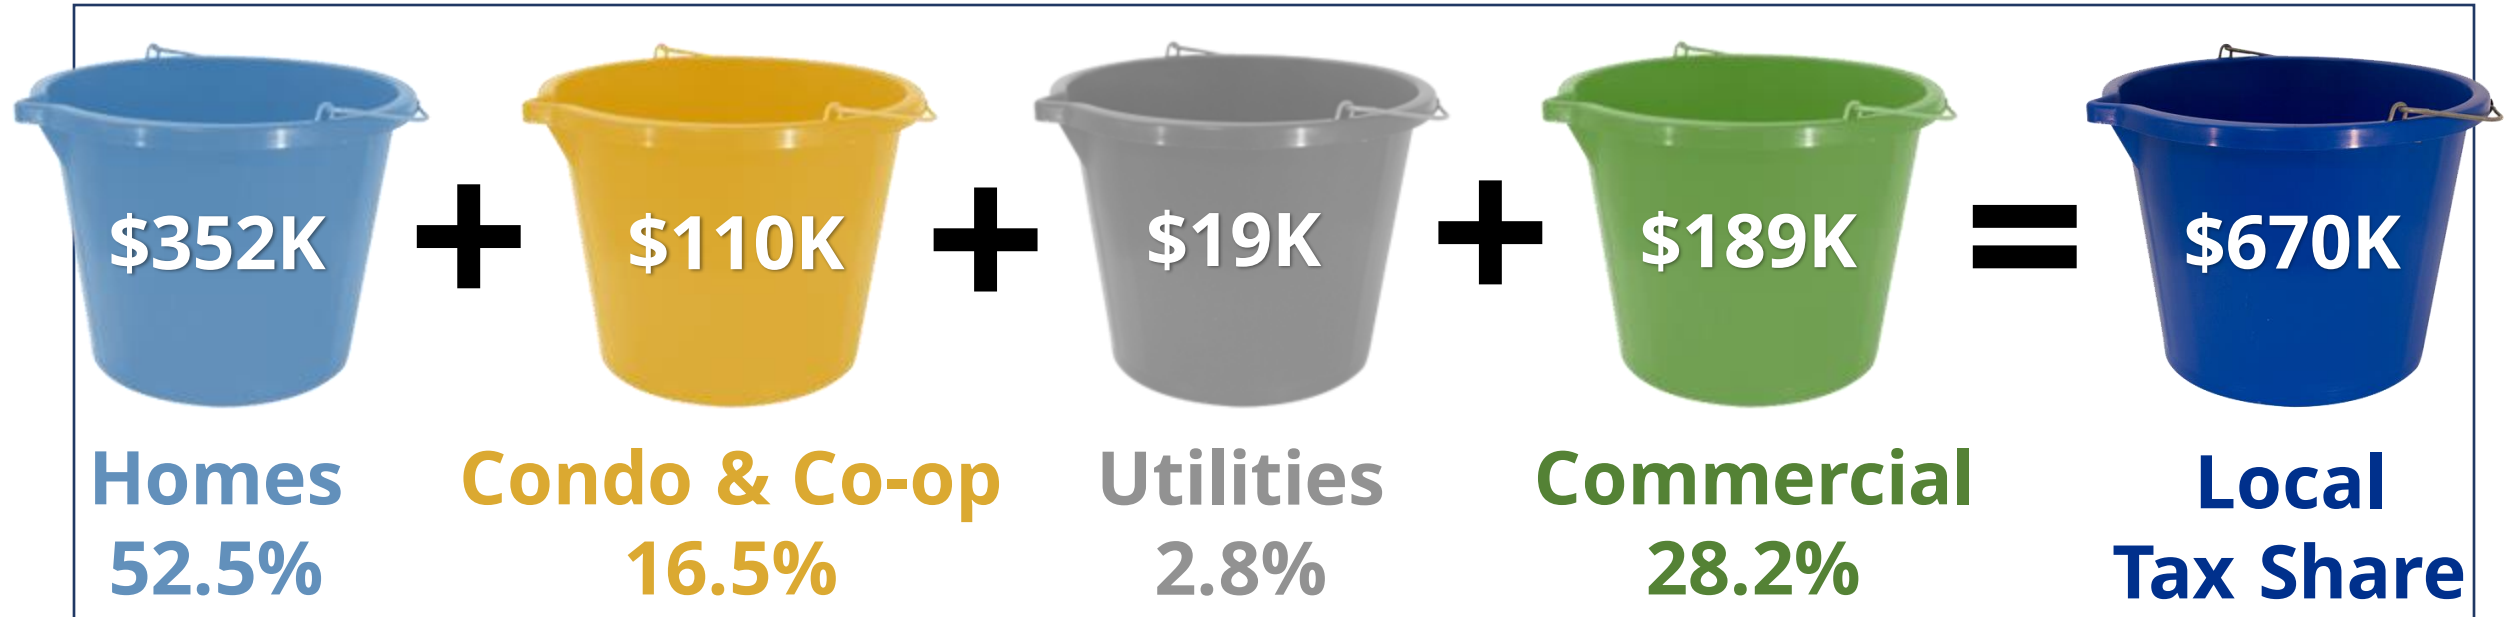 $352K + $110K + $19K + $189K = $670K
Homes Condo & Co-op Utilities Commercial Local
52.5% 16.5% 2.8% 28.2% Tax Share